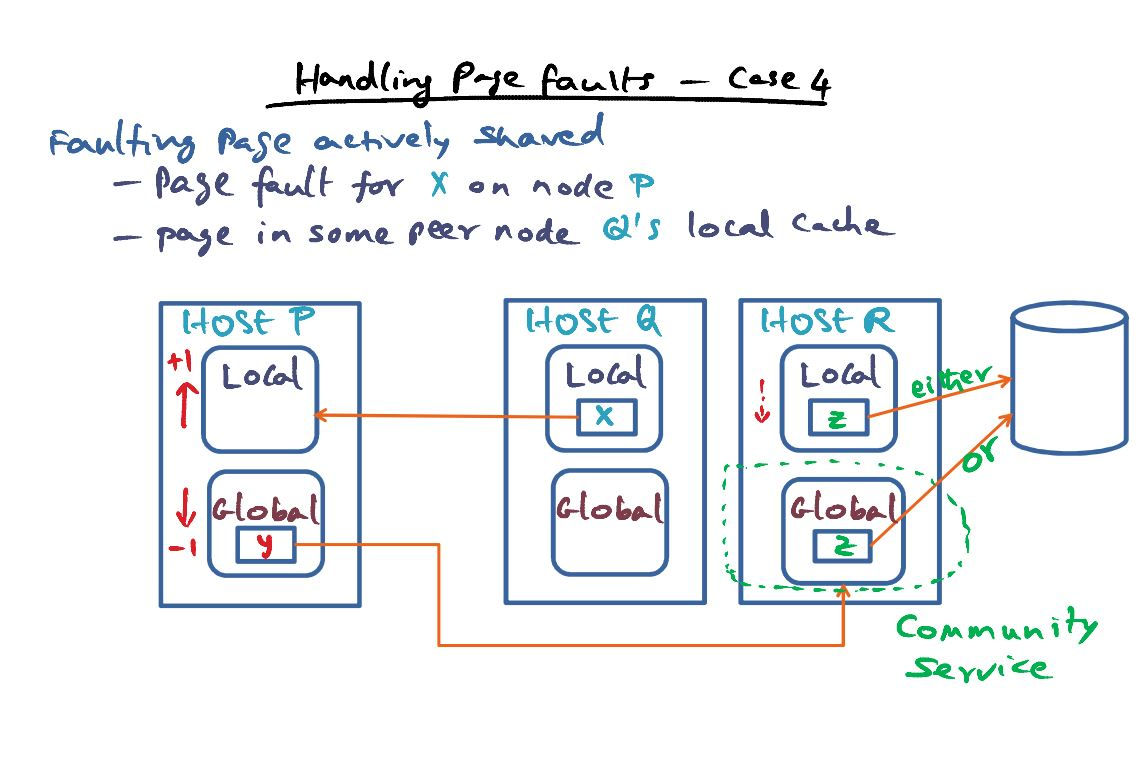 Handling Page faults - Case 4
Faulting Page actively shared
- Page fault for X on node P
- page in some peer node Q's local cache
HOST P
HOST Q
HOST R
+1
Local
Local
X
!
Local
Z
either
or
-1
Global
Y
Global
Global
Z
Community
Service